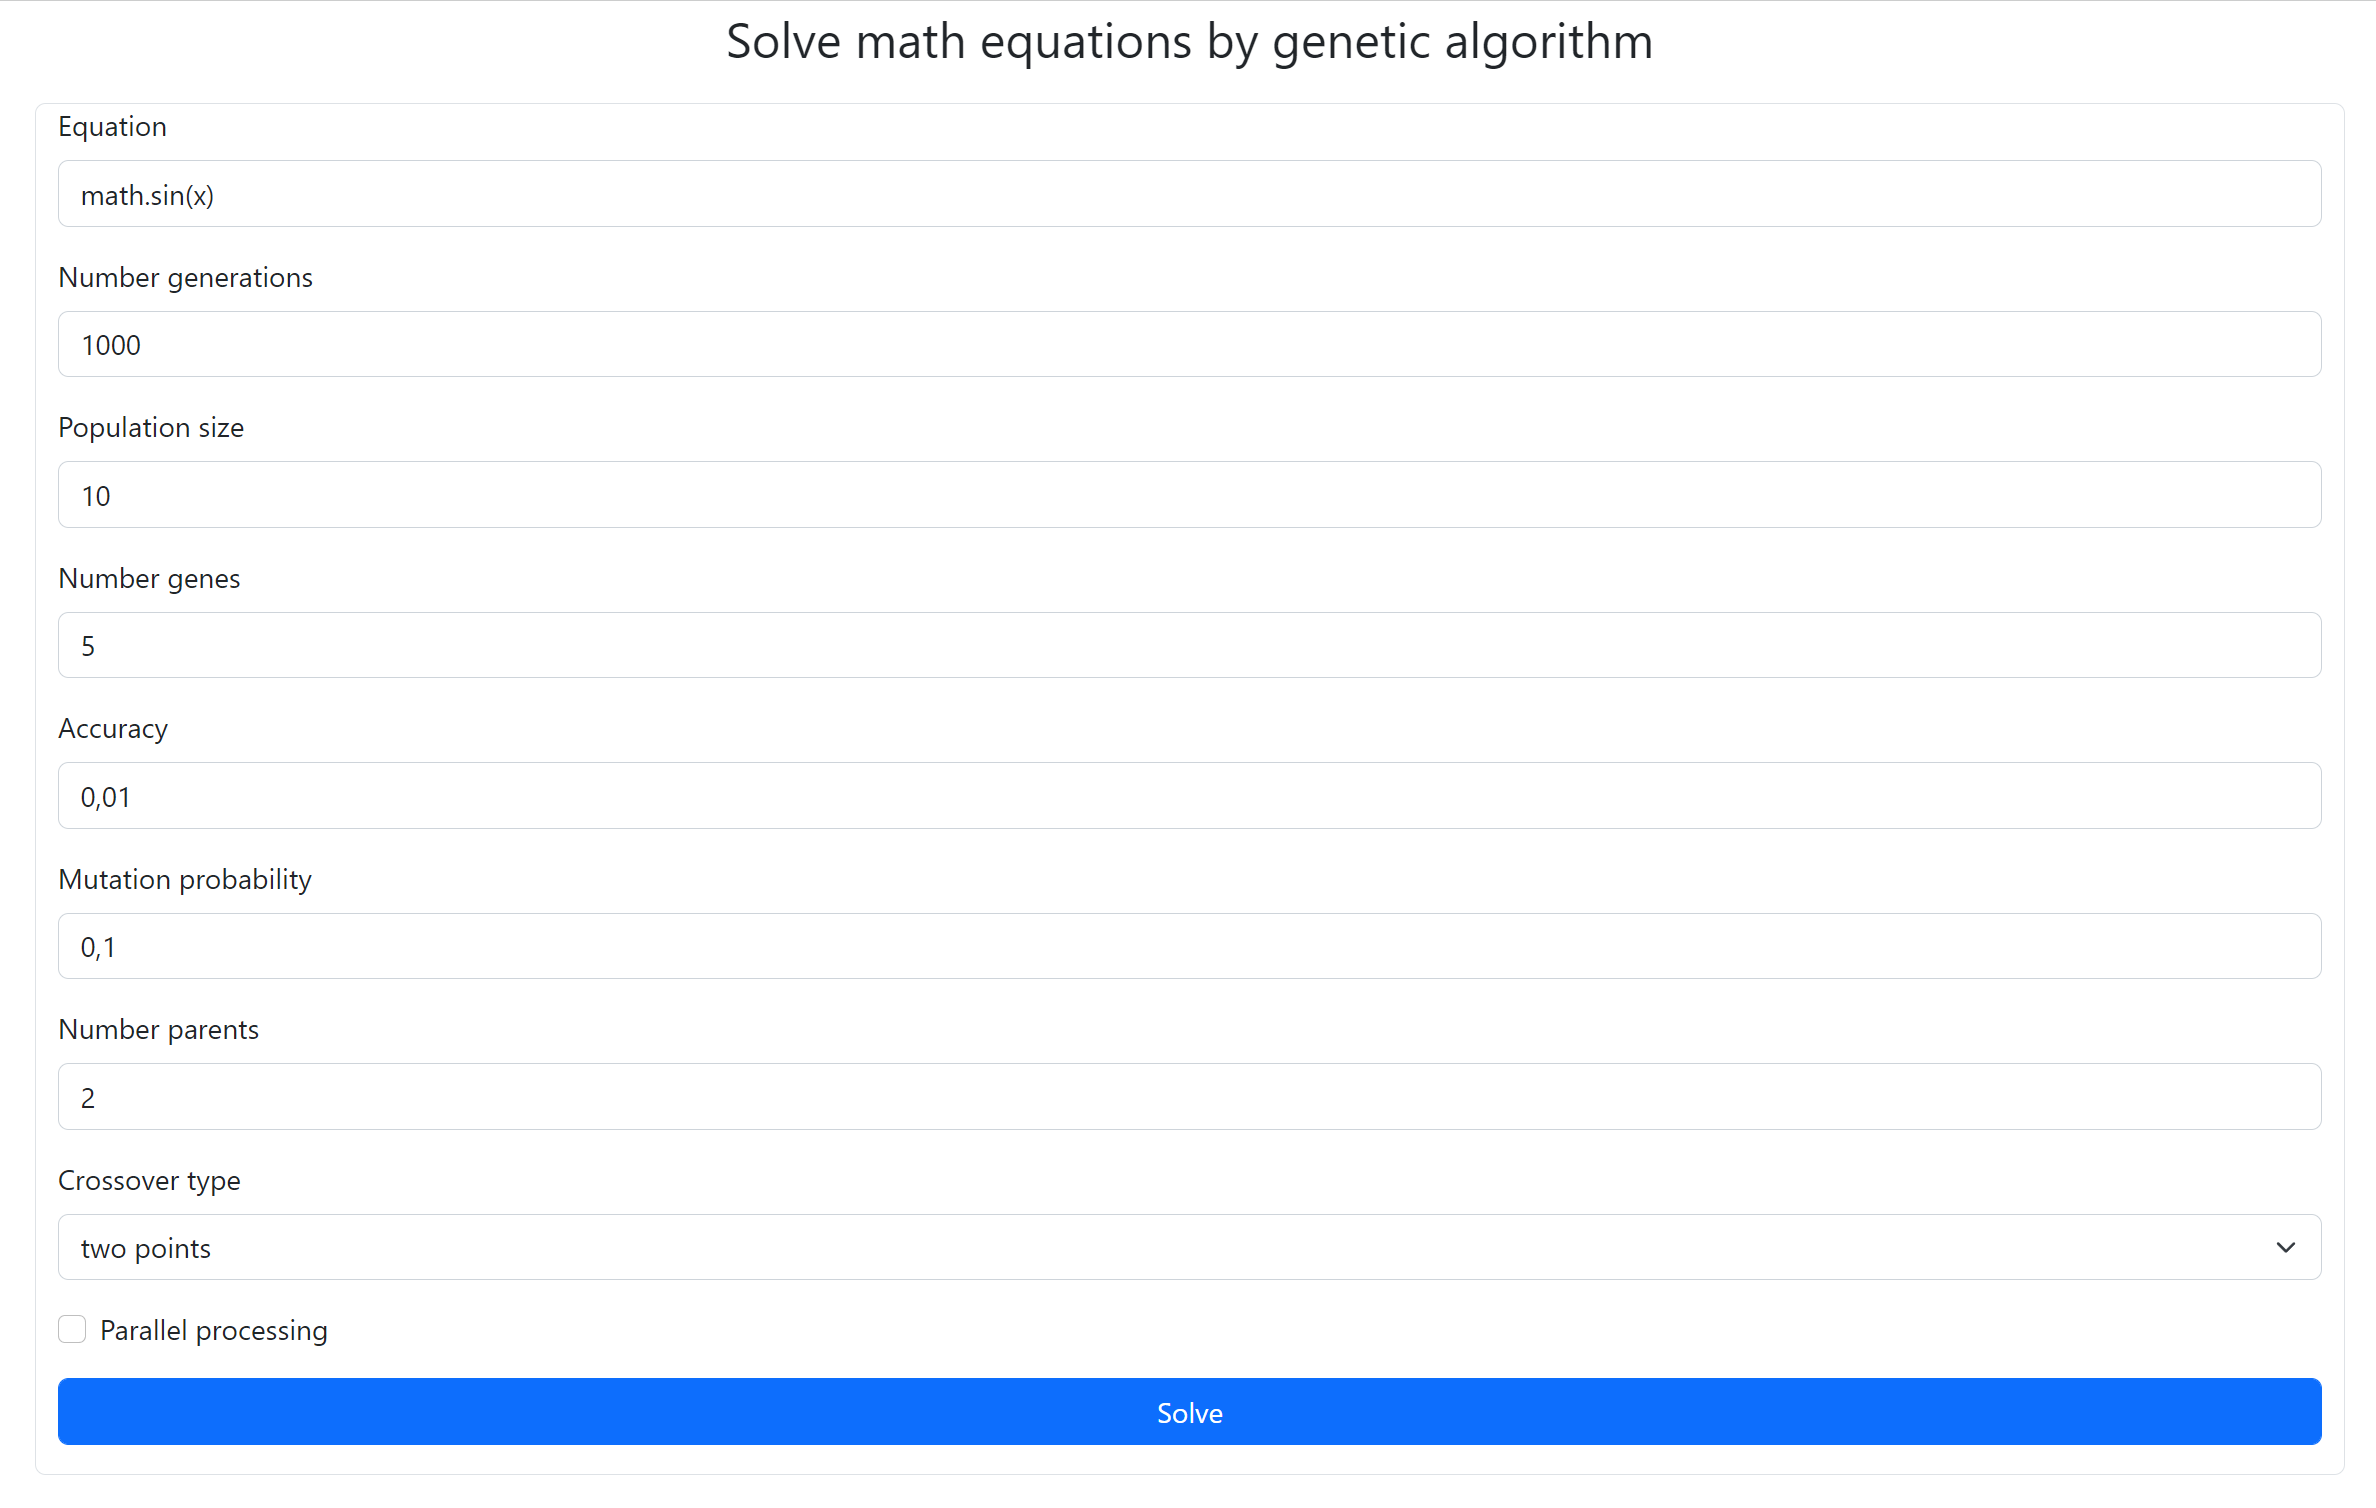 Solve math equations by genetic algorithm
Equation
math.sin(x)
Number generations
1000
Population size
10
Number genes
5
Accuracy
0,01
Mutation probability
0,1
Number parents
2
Crossover type
two points
Parallel processing
Solve